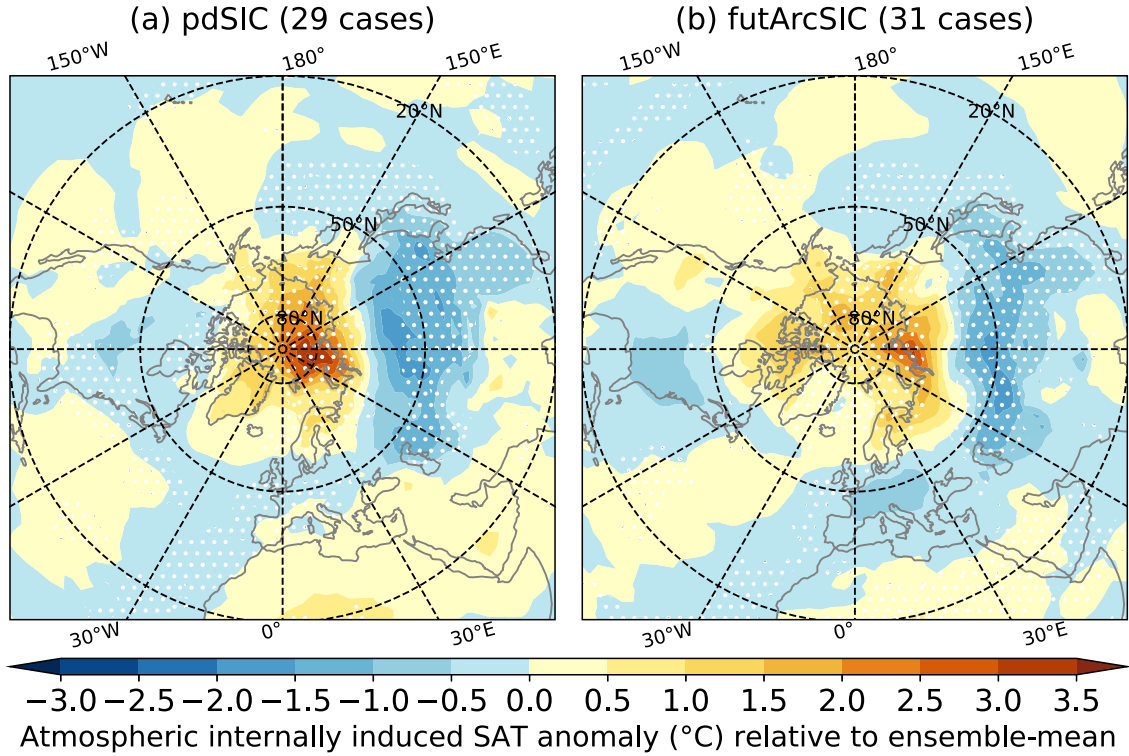 (a) pdSIC (29 cases)
(b) futArcSIC (31 cases)
150°W
180°
150°E
150°W
180°
150°E
20°N
50°N
80°N
20°N
50°N
80°N
30°W
0°
30°E
30°W
0°
30°E
−3.0 −2.5 −2.0 −1.5 −1.0 −0.5 0.0 0.5 1.0 1.5 2.0 2.5 3.0 3.5
Atmospheric internally induced SAT anomaly (°C) relative to ensemble-mean